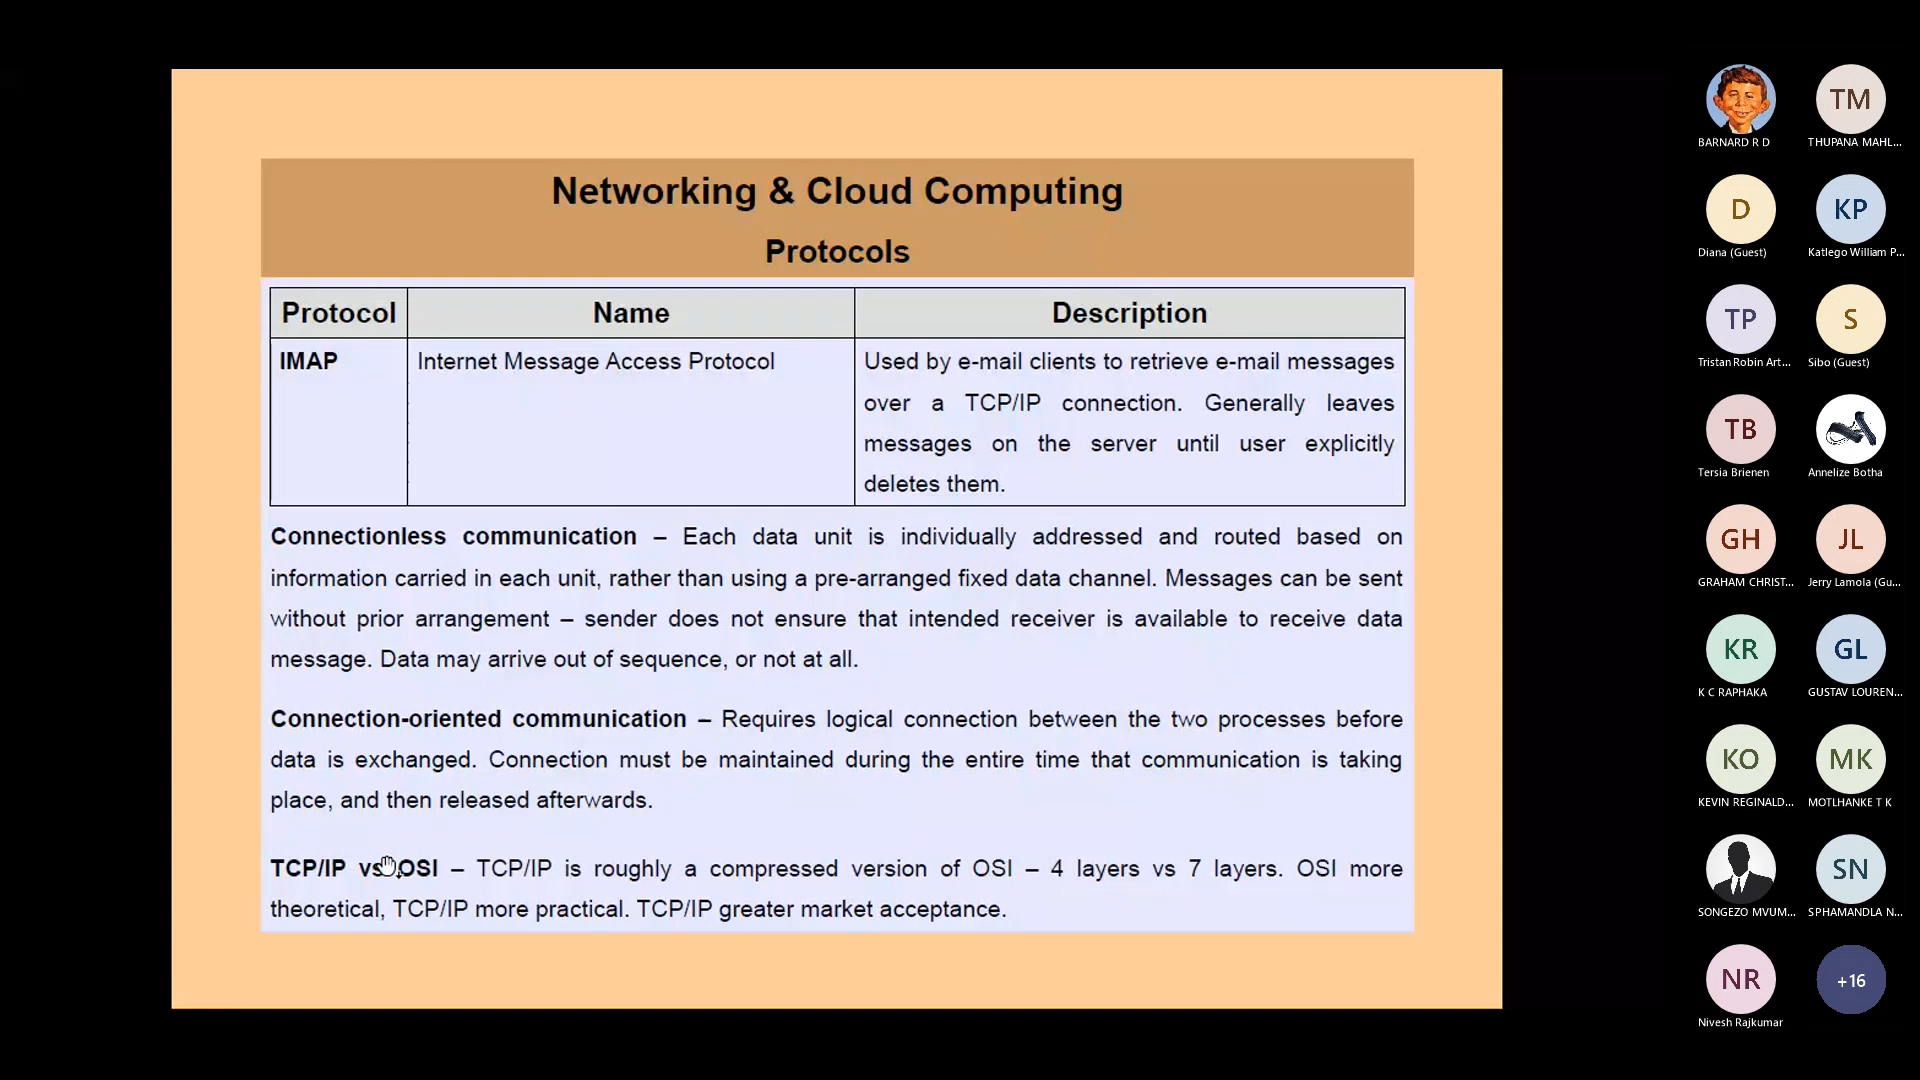 Networking & Cloud Computing
Protocols
Protocol Name Description
IMAP Internet Message Access Protocol Used by e-mail clients to retrieve e-mail messages
over a TCP/IP connection. Generally leaves
messages on the server until user explicitly
deletes them.
Connectionless communication – Each data unit is individually addressed and routed based on
information carried in each unit, rather than using a pre-arranged fixed data channel. Messages can be sent
without prior arrangement – sender does not ensure that intended receiver is available to receive data
message. Data may arrive out of sequence, or not at all.
Connection-oriented communication – Requires logical connection between the two processes before
data is exchanged. Connection must be maintained during the entire time that communication is taking
place, and then released afterwards.
TCP/IP vs OSI – TCP/IP is roughly a compressed version of OSI – 4 layers vs 7 layers. OSI more
theoretical, TCP/IP more practical. TCP/IP greater market acceptance.
TM
BARNARD R D THUPANA MAHL...
D KP
Diana (Guest) Katlego William P...
TP S
Tristan Robin Art... Sibo (Guest)
TB
Tersia Brienen Annelize Botha
GH JL
GRAHAM CHRIST... Jerry Lamola (Gu...
KR GL
K C RAPHAKA GUSTAV LOUREN...
KO MK
KEVIN REGINALD... MOTLHANKE T K
SN
SONGEZO MVUM... SPHAMANDLA N...
NR +16
Nivesh Rajkumar